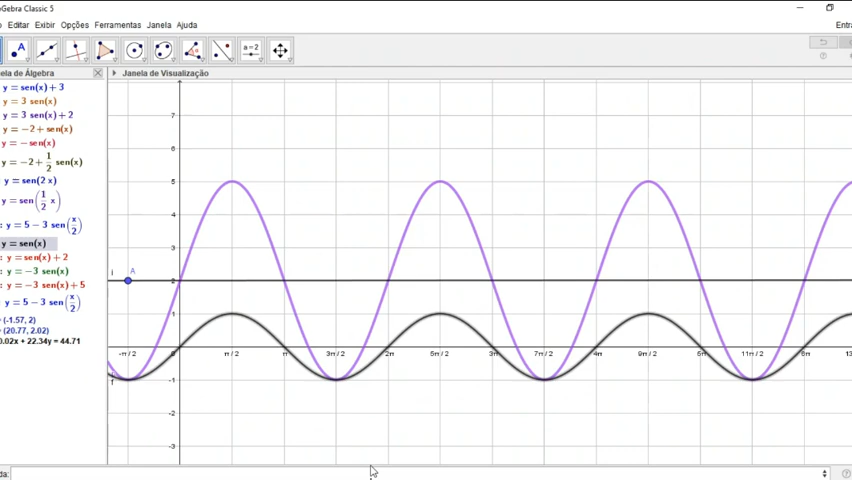 Gebra Classic 5
Editar Exibir Opções Ferramentas Janela Ajuda
Entra
A
a=2
ela de Álgebra
Janela de Visualização
y = sen(x) + 3
y = 3 sen(x)
y = 3 sen(x) + 2
y = −2 + sen(x)
y = − sen(x)
y = −2 + 1/2 sen(x)
: y = sen(2 x)
y = sen(1/2 x)
: y = 5 − 3 sen(x/2)
y = sen(x)
: y = sen(x) + 2
: y = −3 sen(x)
: y = −3 sen(x) + 5
: y = 5 − 3 sen(x/2)
(-1.57, 2)
(20.77, 2.02)
0.02x + 22.34y = 44.71
7
6
5
4
3
2
1
0
-1
-2
-3
A
i
f
-π/2
π/2
π
3π/2
2π
5π/2
3π
7π/2
4π
9π/2
11π/2
6π
13
da: